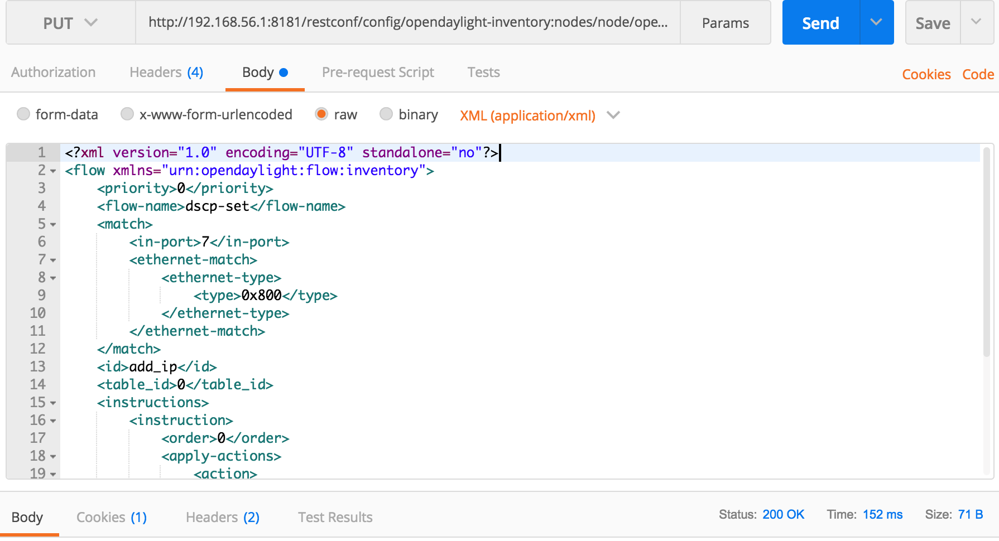 PUT http://192.168.56.1:8181/restconf/config/opendaylight-inventory:nodes/node/ope... Params Send Save
Authorization Headers (4) Body Pre-request Script Tests Cookies Code
form-data x-www-form-urlencoded raw binary XML (application/xml)
1 <?xml version="1.0" encoding="UTF-8" standalone="no"?>
2 <flow xmlns="urn:opendaylight:flow:inventory">
3 <priority>0</priority>
4 <flow-name>dscp-set</flow-name>
5 <match>
6 <in-port>7</in-port>
7 <ethernet-match>
8 <ethernet-type>
9 <type>0x800</type>
10 </ethernet-type>
11 </ethernet-match>
12 </match>
13 <id>add_ip</id>
14 <table_id>0</table_id>
15 <instructions>
16 <instruction>
17 <order>0</order>
18 <apply-actions>
19 <action>
Body Cookies (1) Headers (2) Test Results Status: 200 OK Time: 152 ms Size: 71 B